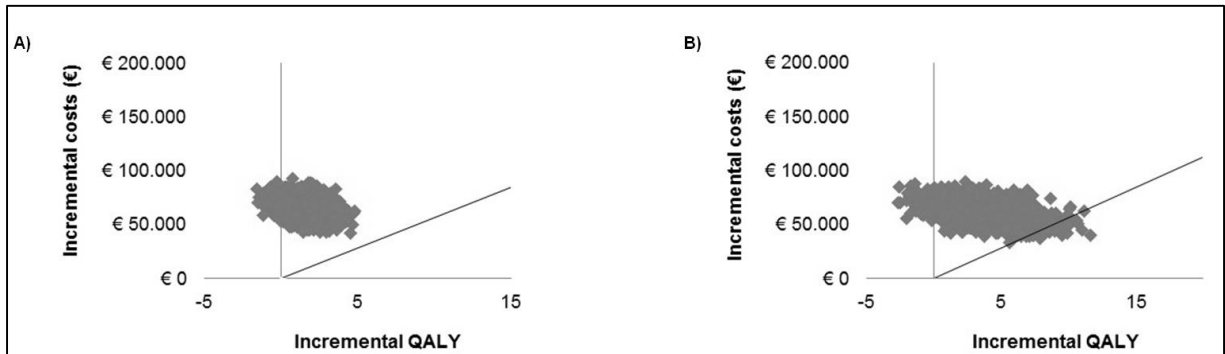 A)
Incremental costs (€)
€ 200.000
€ 150.000
€ 100.000
€ 50.000
€ 0
-5
5
15
Incremental QALY
B)
Incremental costs (€)
€ 200.000
€ 150.000
€ 100.000
€ 50.000
€ 0
-5
5
15
Incremental QALY